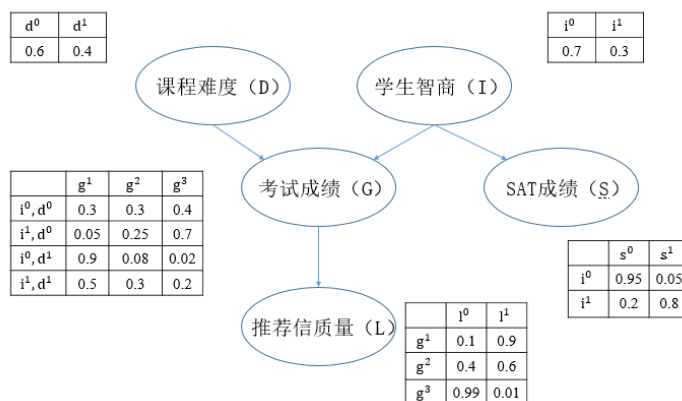 d⁰ d¹
0.6 0.4
i⁰ i¹
0.7 0.3
课程难度（D）
学生智商（I）
g¹ g² g³
i⁰,d⁰ 0.3 0.3 0.4
i¹,d⁰ 0.05 0.25 0.7
i⁰,d¹ 0.9 0.08 0.02
i¹,d¹ 0.5 0.3 0.2
考试成绩（G）
SAT成绩（S）
s⁰ s¹
i⁰ 0.95 0.05
i¹ 0.2 0.8
推荐信质量（L）
l⁰ l¹
g¹ 0.1 0.9
g² 0.4 0.6
g³ 0.99 0.01